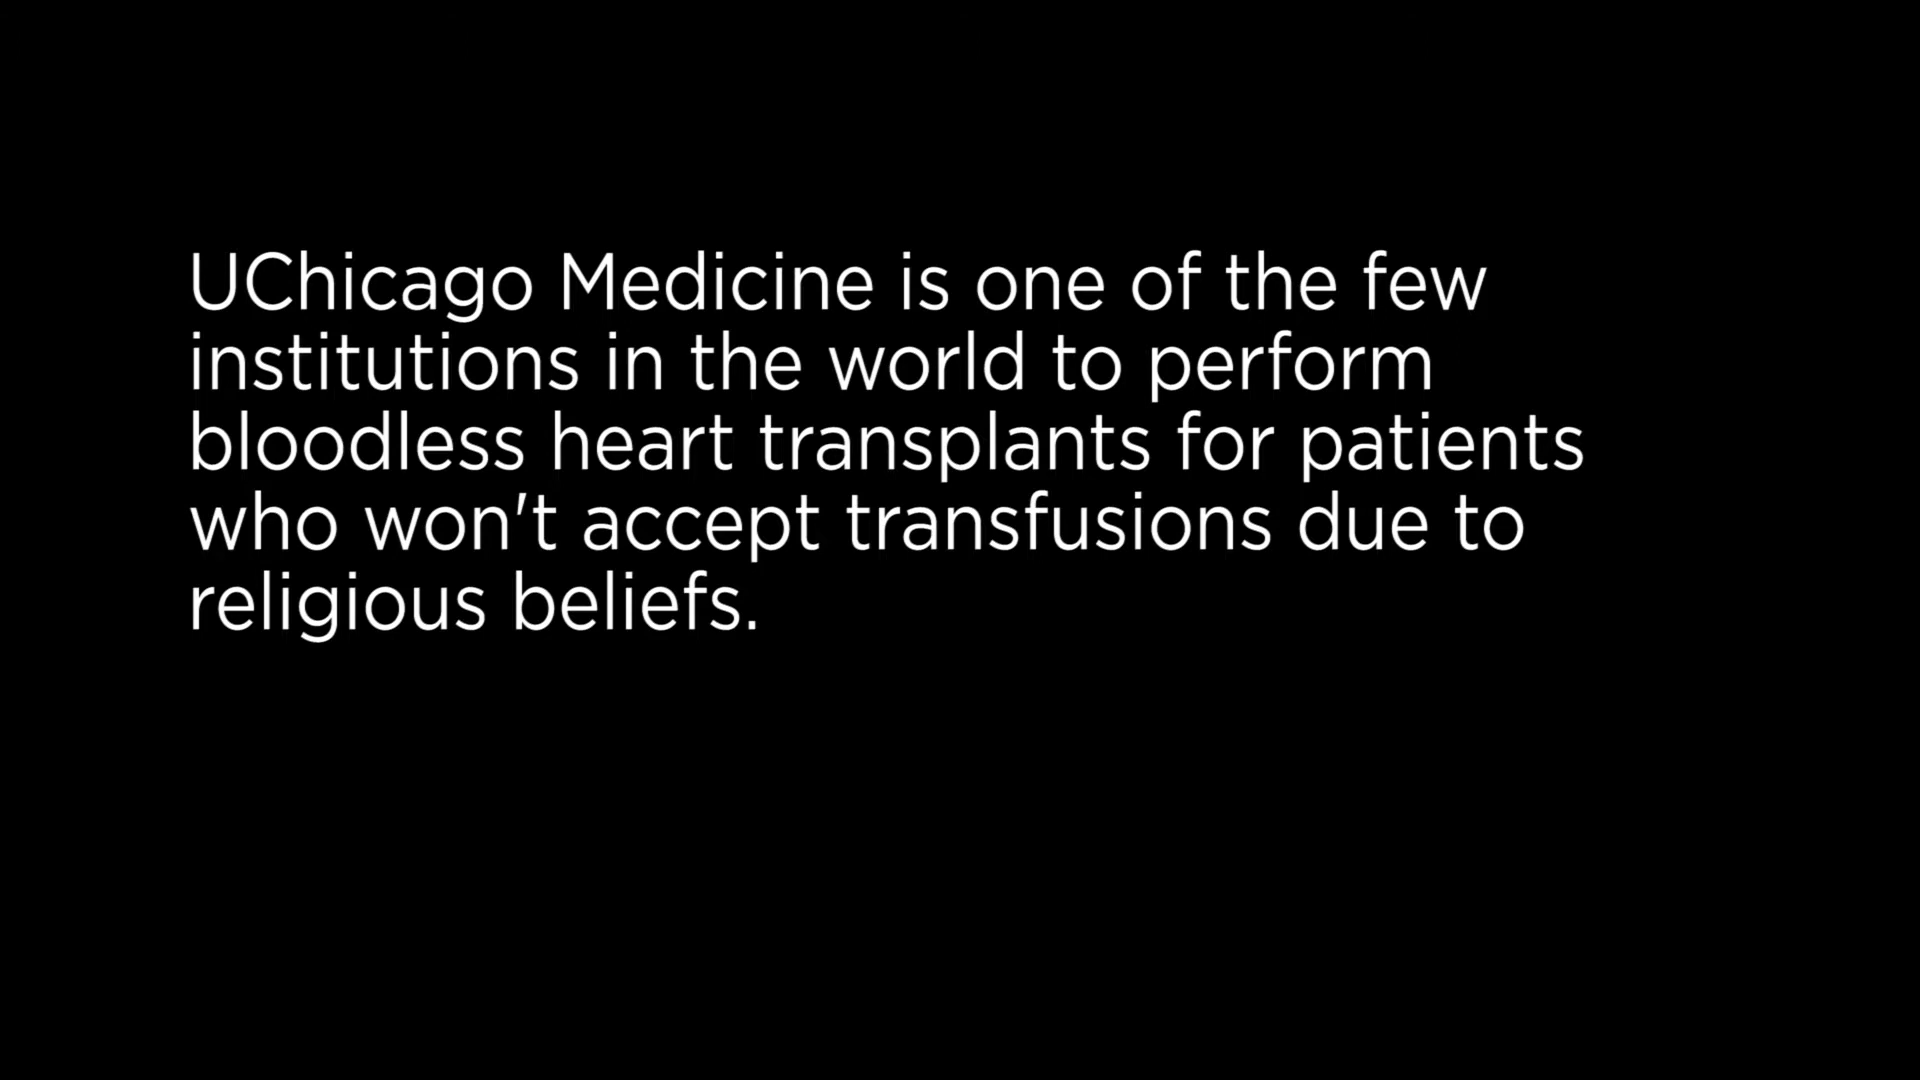 UChicago Medicine is one of the few
institutions in the world to perform
bloodless heart transplants for patients
who won't accept transfusions due to
religious beliefs.